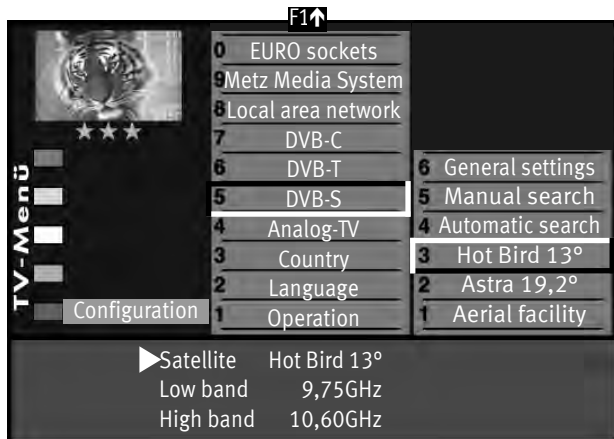 F1↑
0 EURO sockets
9 Metz Media System
8 Local area network
7 DVB-C
6 DVB-T
5 DVB-S
4 Analog-TV
3 Country
2 Language
1 Operation
6 General settings
5 Manual search
4 Automatic search
3 Hot Bird 13°
2 Astra 19,2°
1 Aerial facility
TV-Menü
Configuration
Satellite Hot Bird 13°
Low band 9,75GHz
High band 10,60GHz